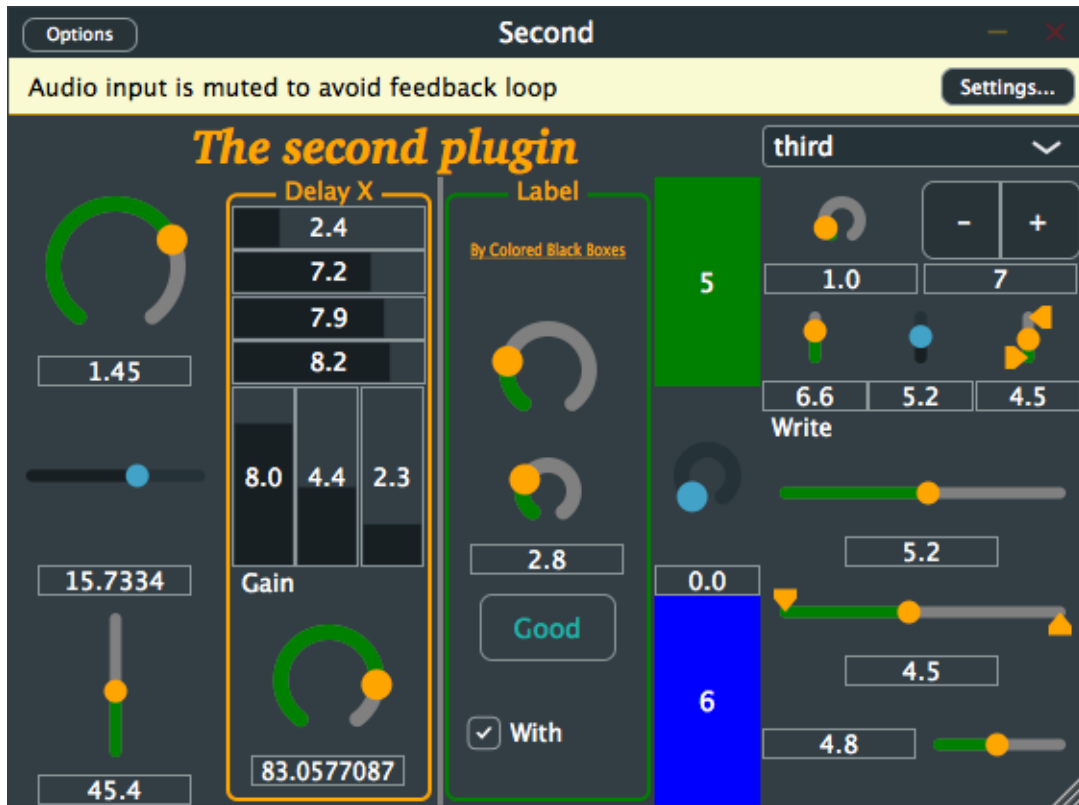 Options
Second
Audio input is muted to avoid feedback loop
Settings...
The second plugin
third
Delay X
Label
2.4
7.2
7.9
8.2
8.0 4.4 2.3
Gain
83.0577087
1.45
15.7334
45.4
By Colored Black Boxes
2.8
Good
With
5
0.0
6
- +
1.0
7
6.6 5.2 4.5
Write
5.2
4.5
4.8